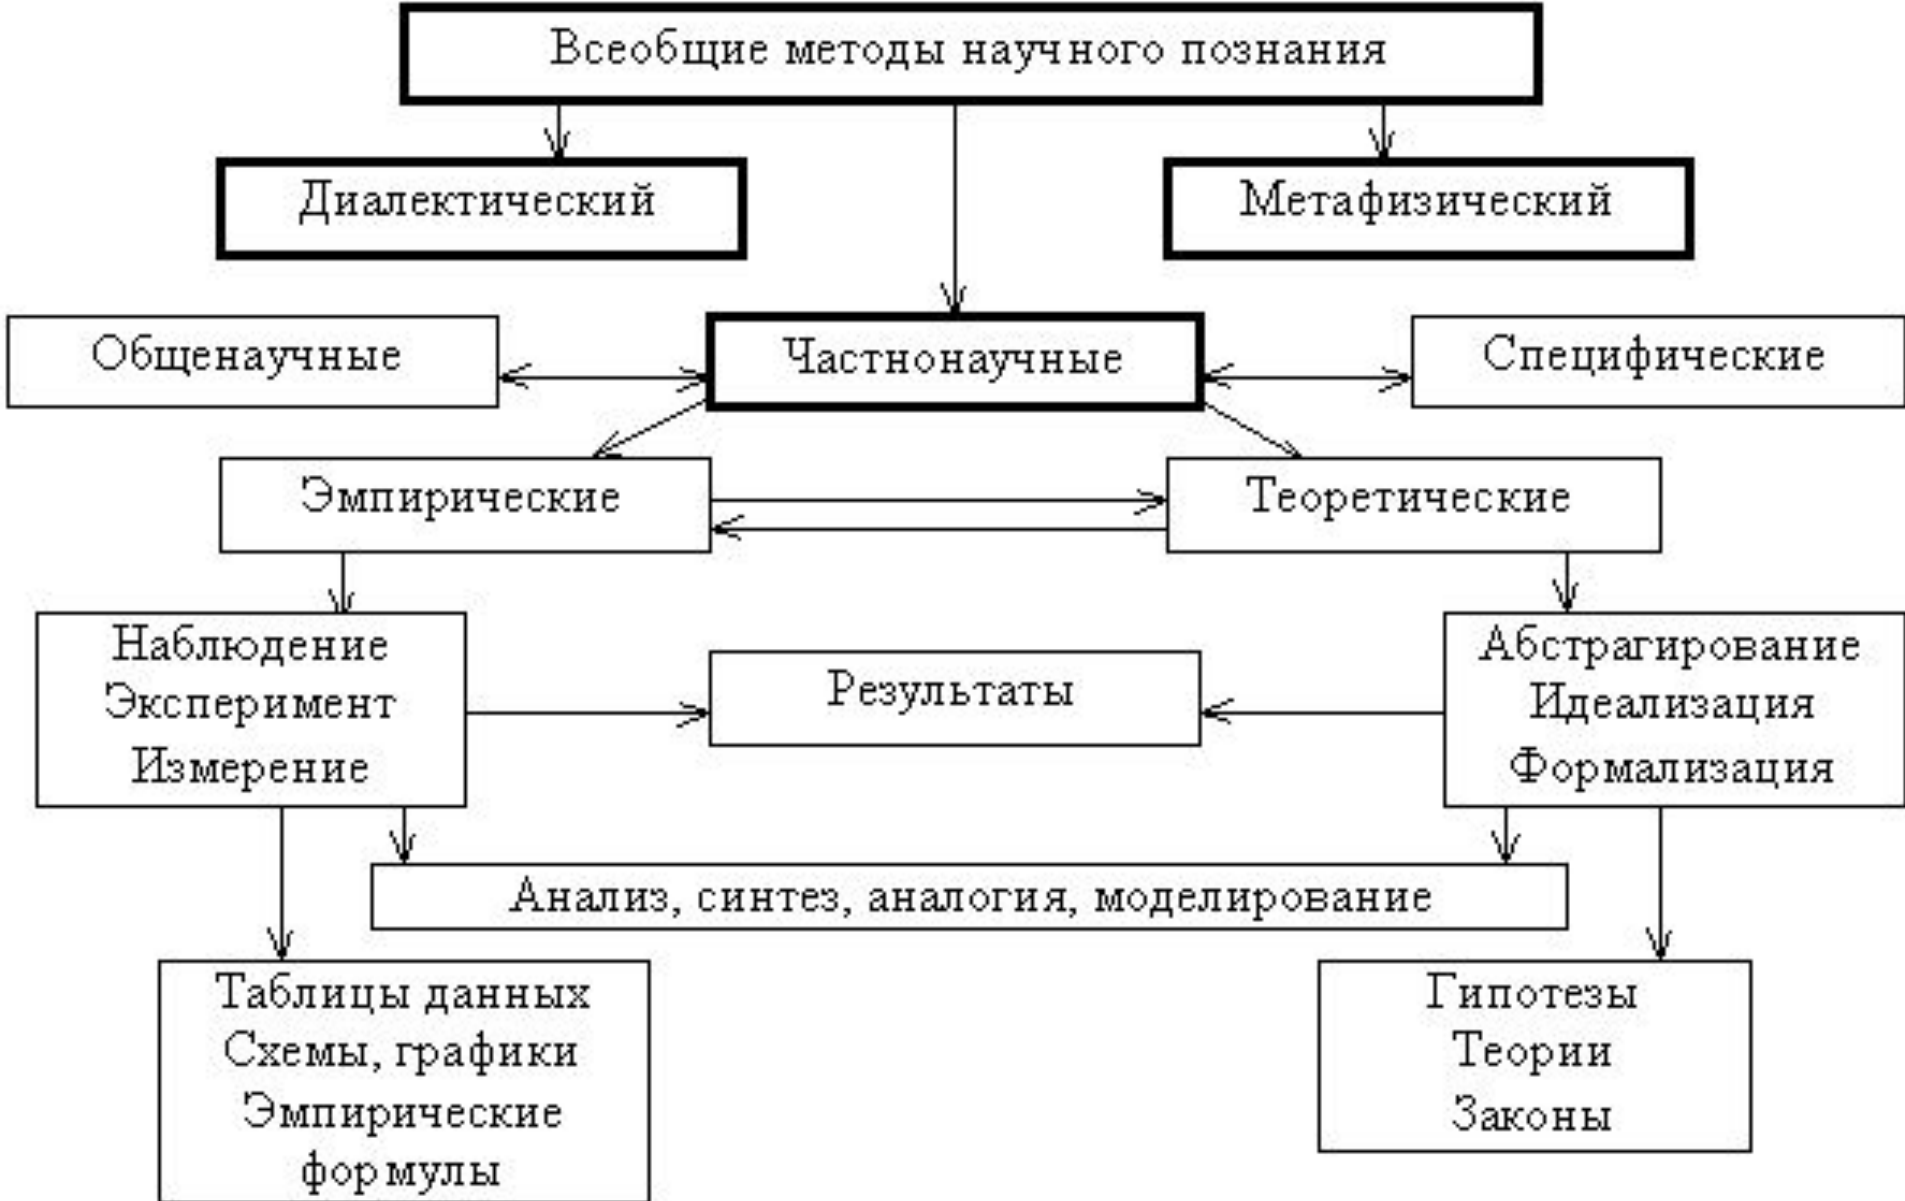 Всеобщие методы научного познания
Диалектический
Метафизический
Общенаучные
Частнонаучные
Специфические
Эмпирические
Теоретические
Наблюдение
Эксперимент
Измерение
Результаты
Абстрагирование
Идеализация
Формализация
Анализ, синтез, аналогия, моделирование
Таблицы данных
Схемы, графики
Эмпирические
формулы
Гипотезы
Теории
Законы